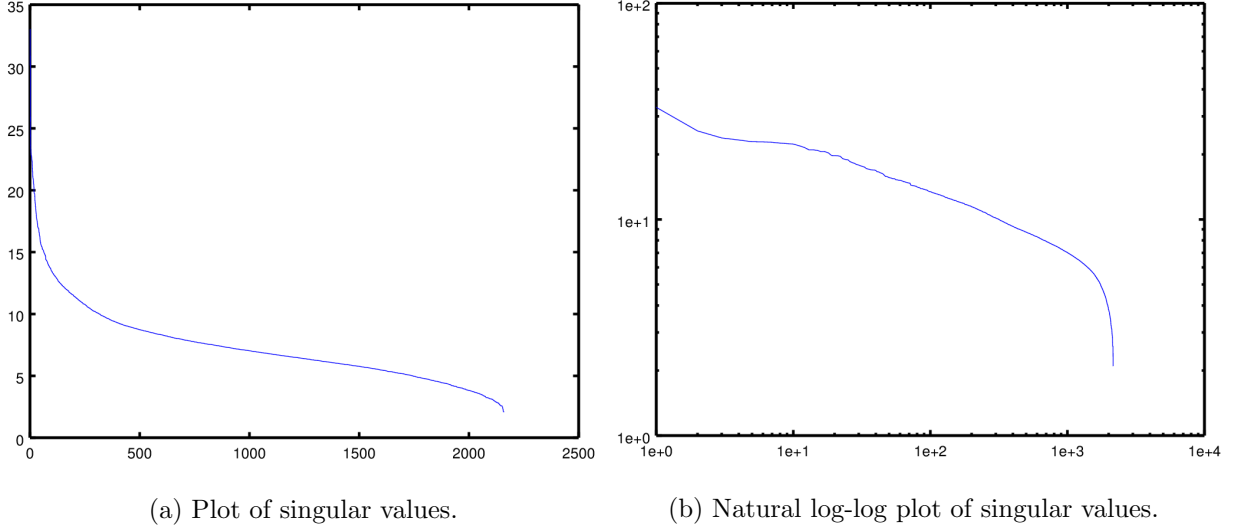 35
30
25
20
15
10
5
0
0 500 1000 1500 2000 2500
(a) Plot of singular values.
1e+2
1e+1
1e+0
1e+0 1e+1 1e+2 1e+3 1e+4
(b) Natural log-log plot of singular values.